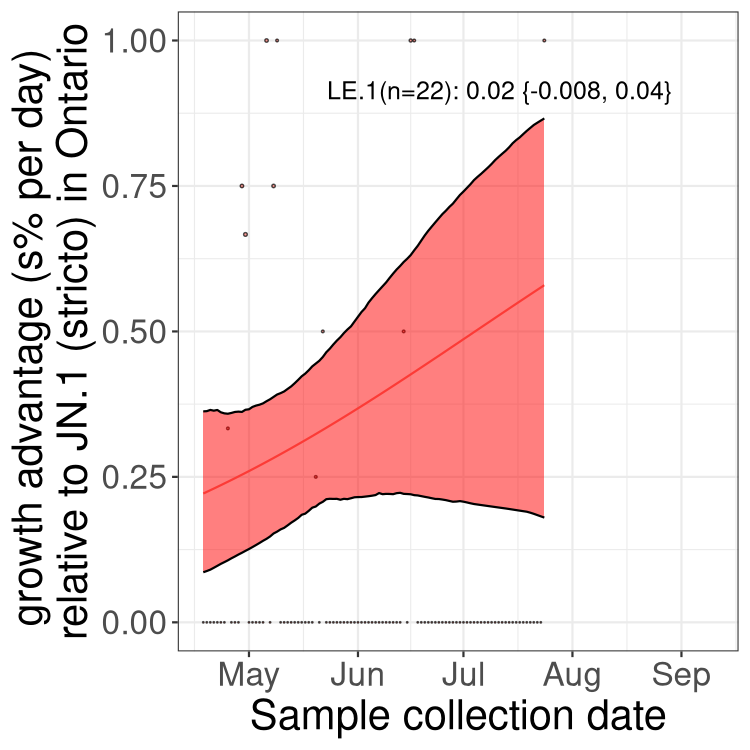 growth advantage (s% per day)
relative to JN.1 (stricto) in Ontario
1.00
0.75
0.50
0.25
0.00
LE.1(n=22): 0.02 {-0.008, 0.04}
May Jun Jul Aug Sep
Sample collection date